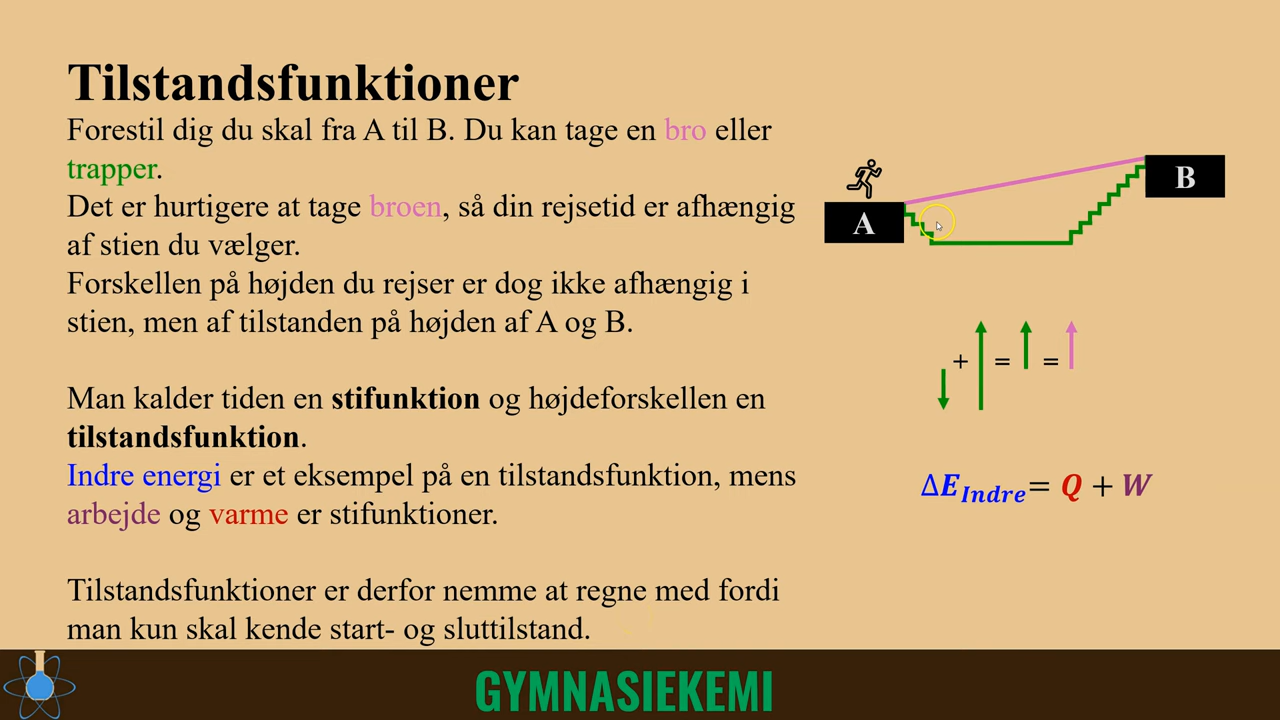 Tilstandsfunktioner
Forestil dig du skal fra A til B. Du kan tage en bro eller
trapper.
Det er hurtigere at tage broen, så din rejsetid er afhængig
af stien du vælger.
Forskellen på højden du rejser er dog ikke afhængig i
stien, men af tilstanden på højden af A og B.
Man kalder tiden en stifunktion og højdeforskellen en
tilstandsfunktion.
Indre energi er et eksempel på en tilstandsfunktion, mens
arbejde og varme er stifunktioner.
Tilstandsfunktioner er derfor nemme at regne med fordi
man kun skal kende start- og sluttilstand.
A
B
+ = =
ΔE_Indre = Q + W
GYMNASIEKEMI